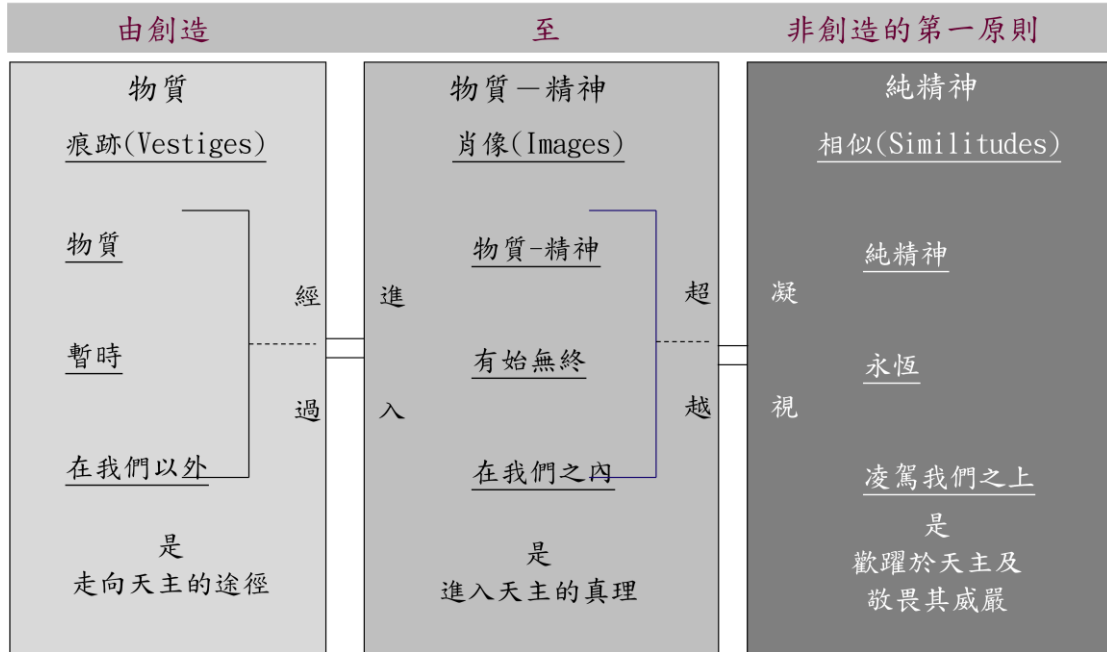 由創造 至 非創造的第一原則
物質
痕跡(Vestiges)
物質
暫時
在我們以外
是
走向天主的途徑
經過
物質－精神
肖像(Images)
進入
物質-精神
有始無終
在我們之內
是
進入天主的真理
超越
純精神
相似(Similitudes)
凝視
純精神
永恆
凌駕我們之上
是
歡躍於天主及
敬畏其威嚴